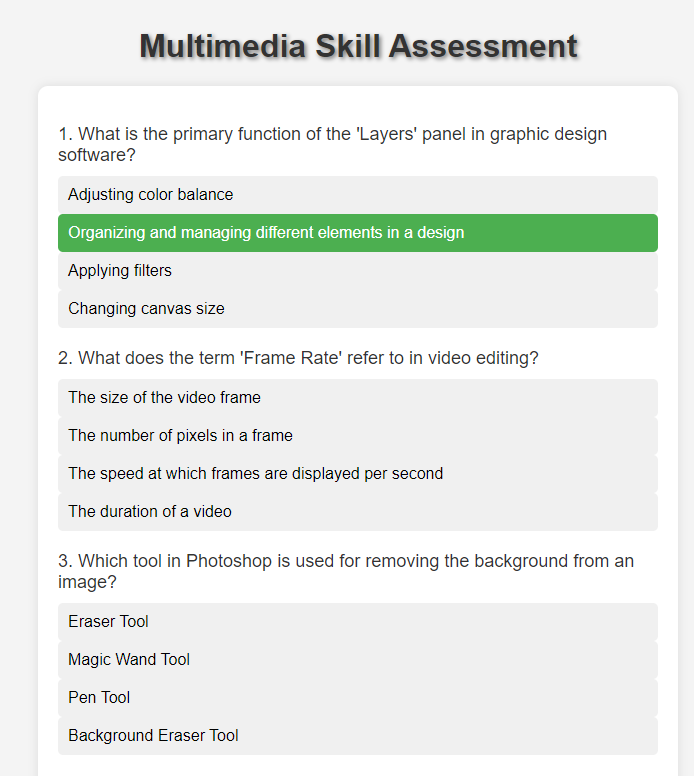 Multimedia Skill Assessment
1. What is the primary function of the 'Layers' panel in graphic design
software?
Adjusting color balance
Organizing and managing different elements in a design
Applying filters
Changing canvas size
2. What does the term 'Frame Rate' refer to in video editing?
The size of the video frame
The number of pixels in a frame
The speed at which frames are displayed per second
The duration of a video
3. Which tool in Photoshop is used for removing the background from an
image?
Eraser Tool
Magic Wand Tool
Pen Tool
Background Eraser Tool